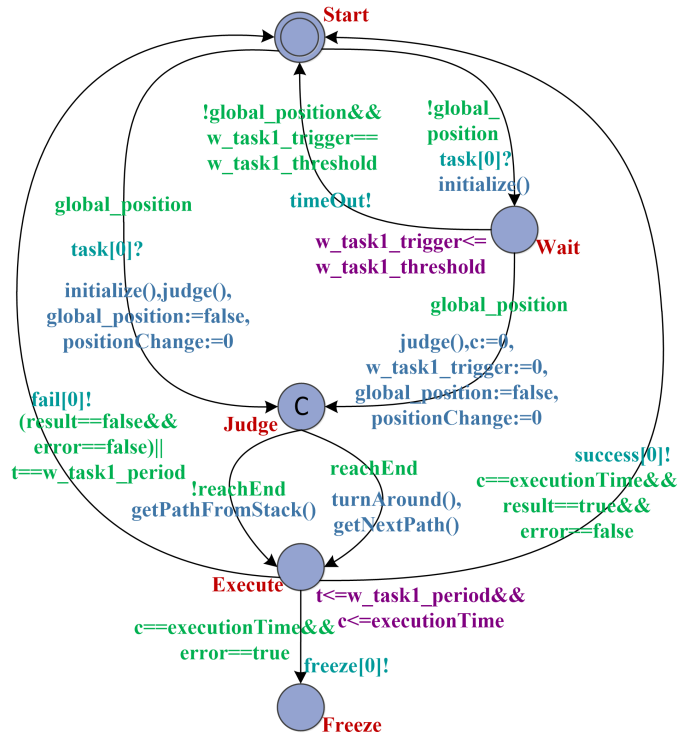 Start
!global_position&&
w_task1_trigger==
w_task1_threshold
!global_
position
task[0]?
initialize()
timeOut!
global_position
task[0]?
w_task1_trigger<=
w_task1_threshold
Wait
initialize(),judge(),
global_position:=false,
positionChange:=0
global_position
judge(),c:=0,
w_task1_trigger:=0,
global_position:=false,
positionChange:=0
fail[0]!
(result==false&&
error==false)||
t==w_task1_period
C
Judge
success[0]!
c==executionTime&&
result==true&&
error==false
!reachEnd
getPathFromStack()
reachEnd
turnAround(),
getNextPath()
Execute
t<=w_task1_period&&
c<=executionTime
c==executionTime&&
error==true
freeze[0]!
Freeze